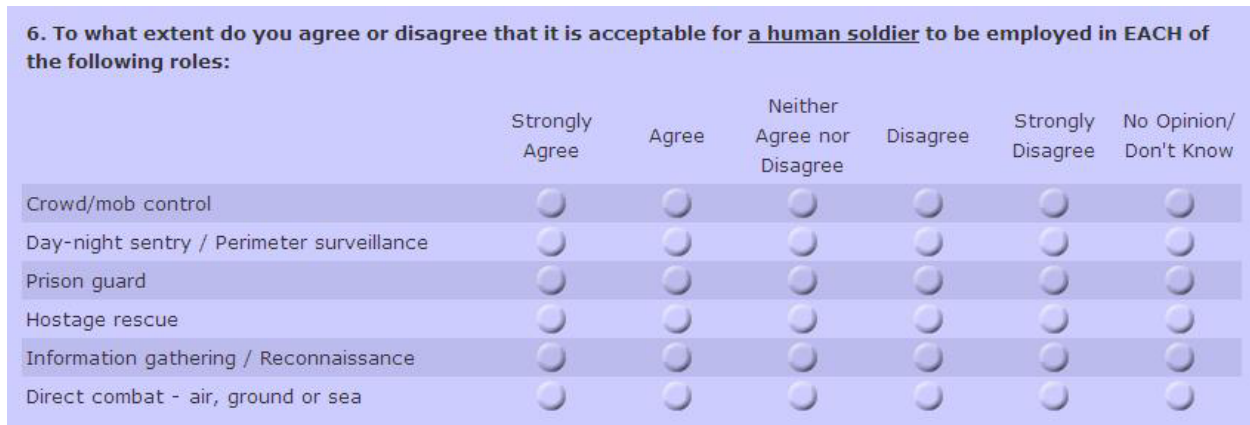 6. To what extent do you agree or disagree that it is acceptable for a human soldier to be employed in EACH of
the following roles:
Strongly Agree
Agree
Neither Agree nor Disagree
Disagree
Strongly Disagree
No Opinion/ Don't Know
Crowd/mob control
Day-night sentry / Perimeter surveillance
Prison guard
Hostage rescue
Information gathering / Reconnaissance
Direct combat - air, ground or sea